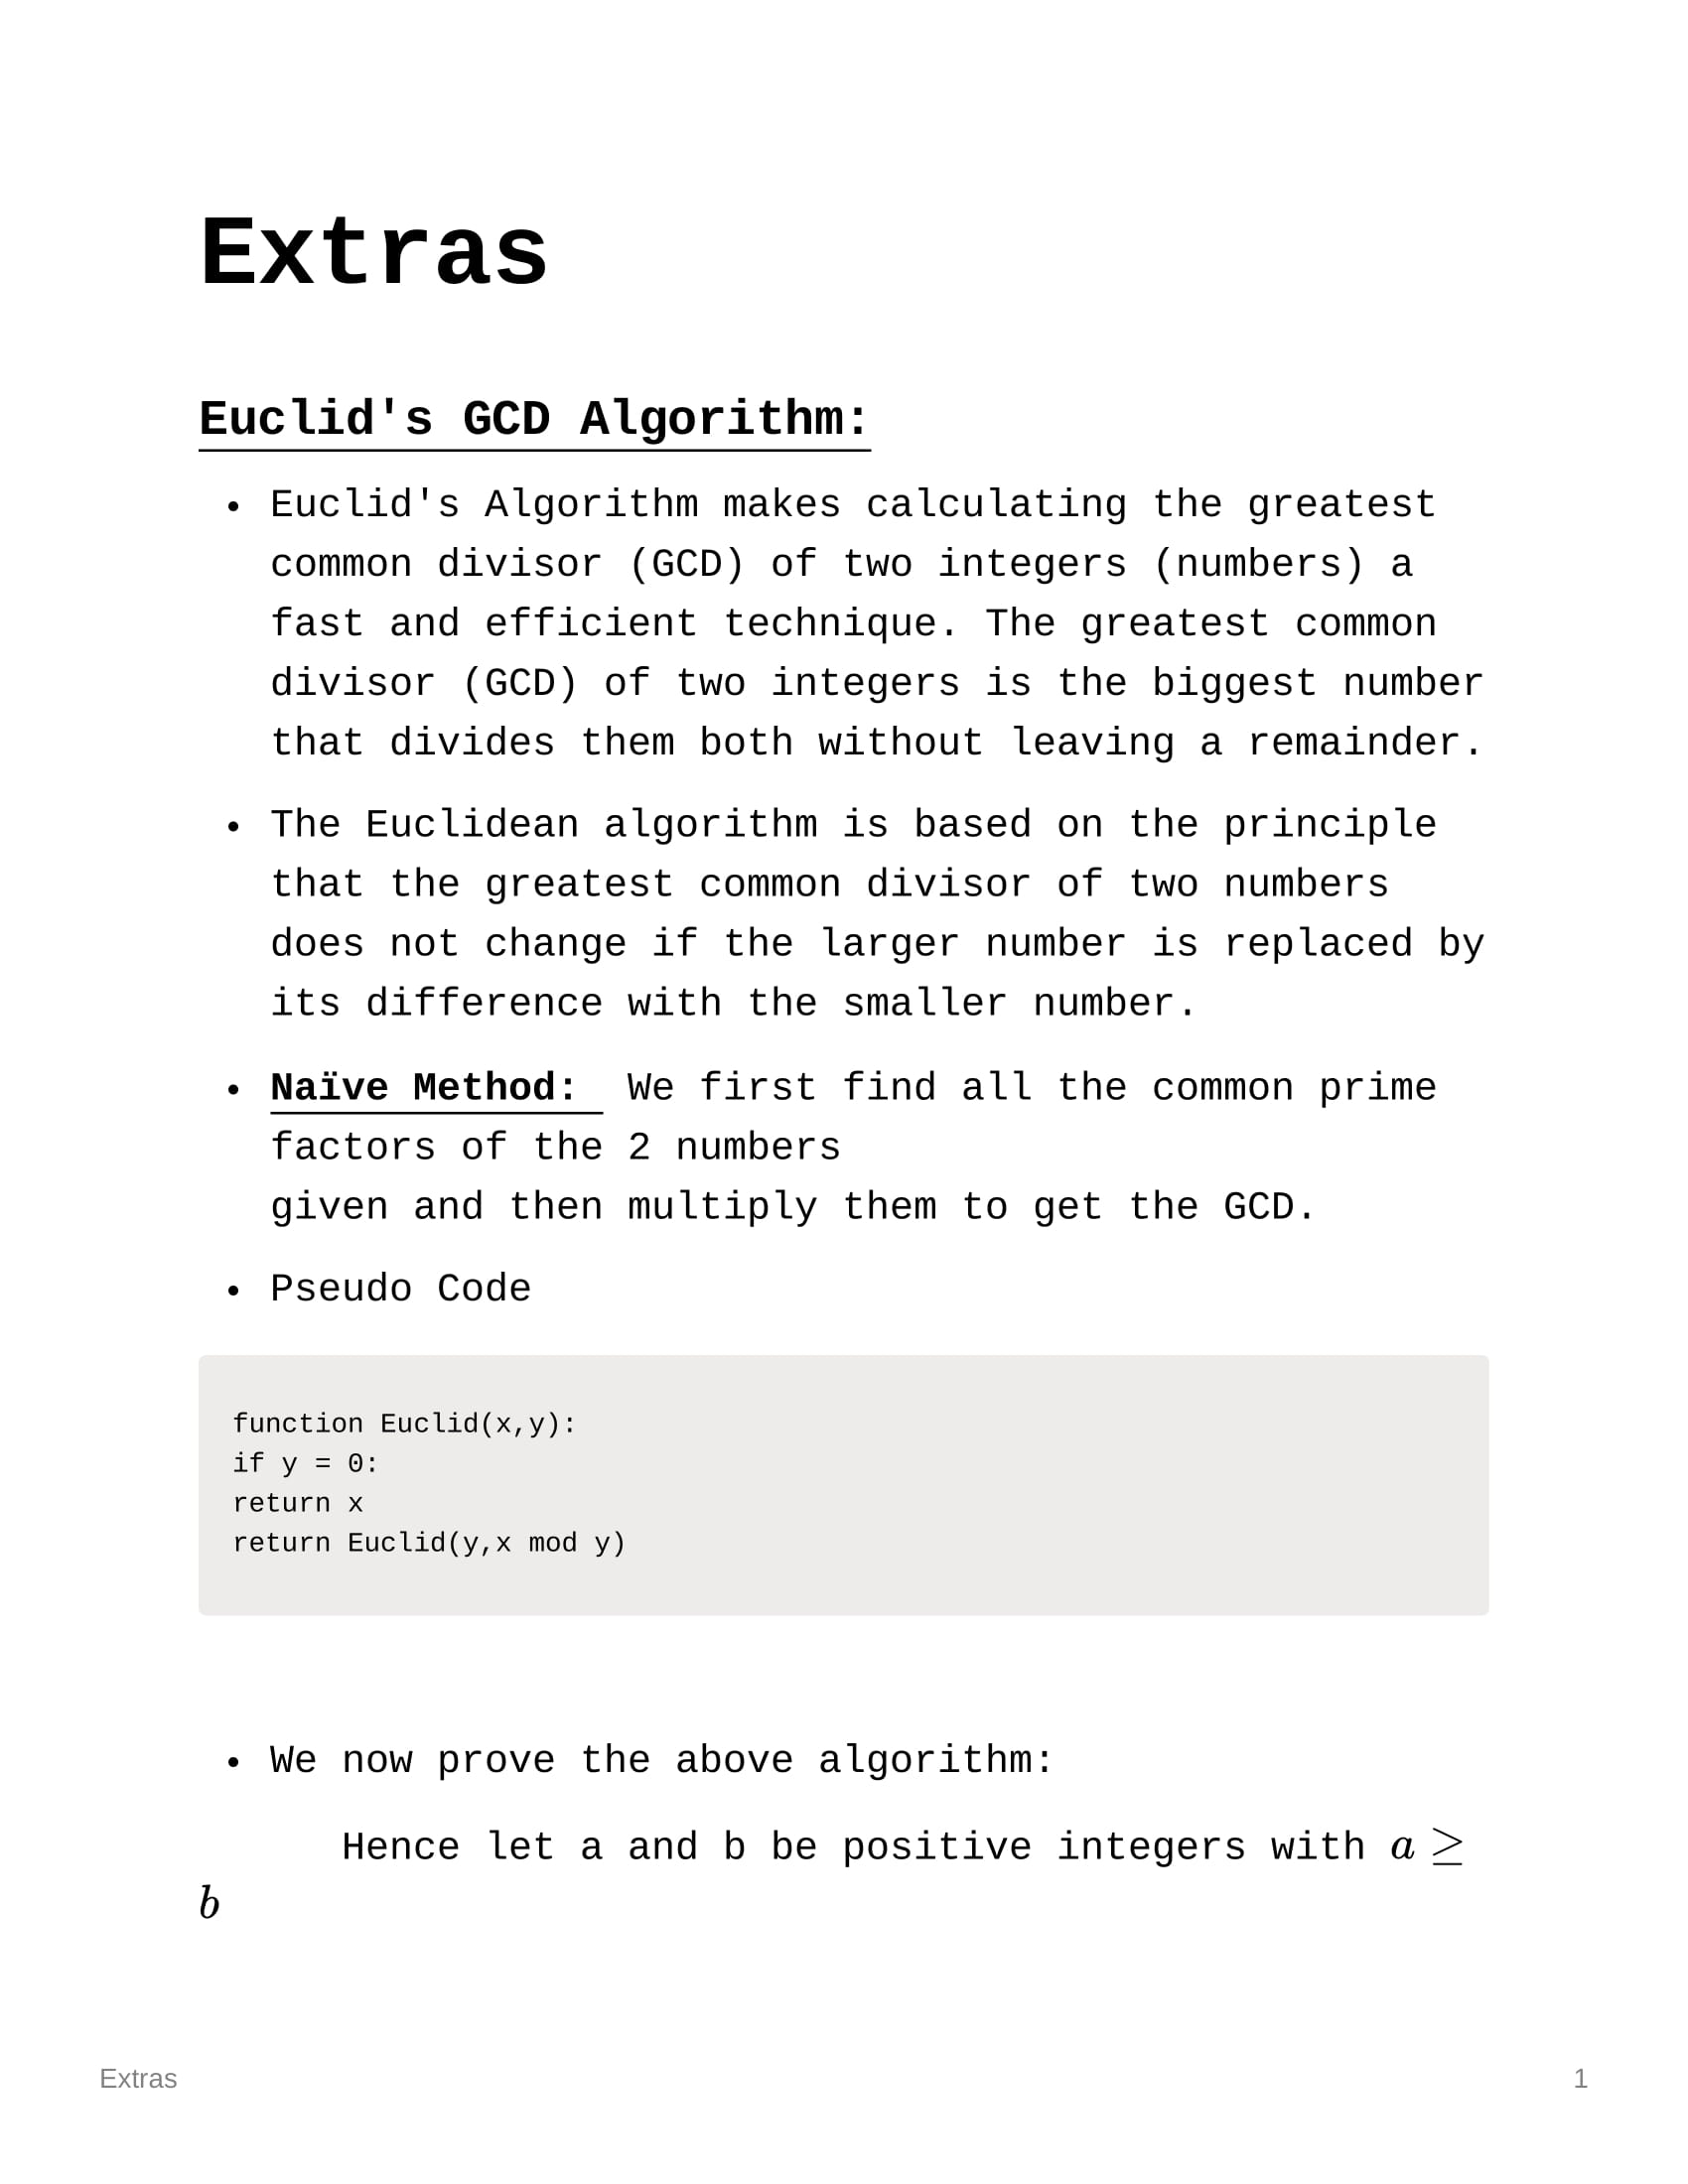 Extras
Euclid's GCD Algorithm:
• Euclid's Algorithm makes calculating the greatest
common divisor (GCD) of two integers (numbers) a
fast and efficient technique. The greatest common
divisor (GCD) of two integers is the biggest number
that divides them both without leaving a remainder.
• The Euclidean algorithm is based on the principle
that the greatest common divisor of two numbers
does not change if the larger number is replaced by
its difference with the smaller number.
• Naïve Method:  We first find all the common prime
factors of the 2 numbers
given and then multiply them to get the GCD.
• Pseudo Code
function Euclid(x,y):
if y = 0:
return x
return Euclid(y,x mod y)
• We now prove the above algorithm:
Hence let a and b be positive integers with a ≥
b
Extras 1